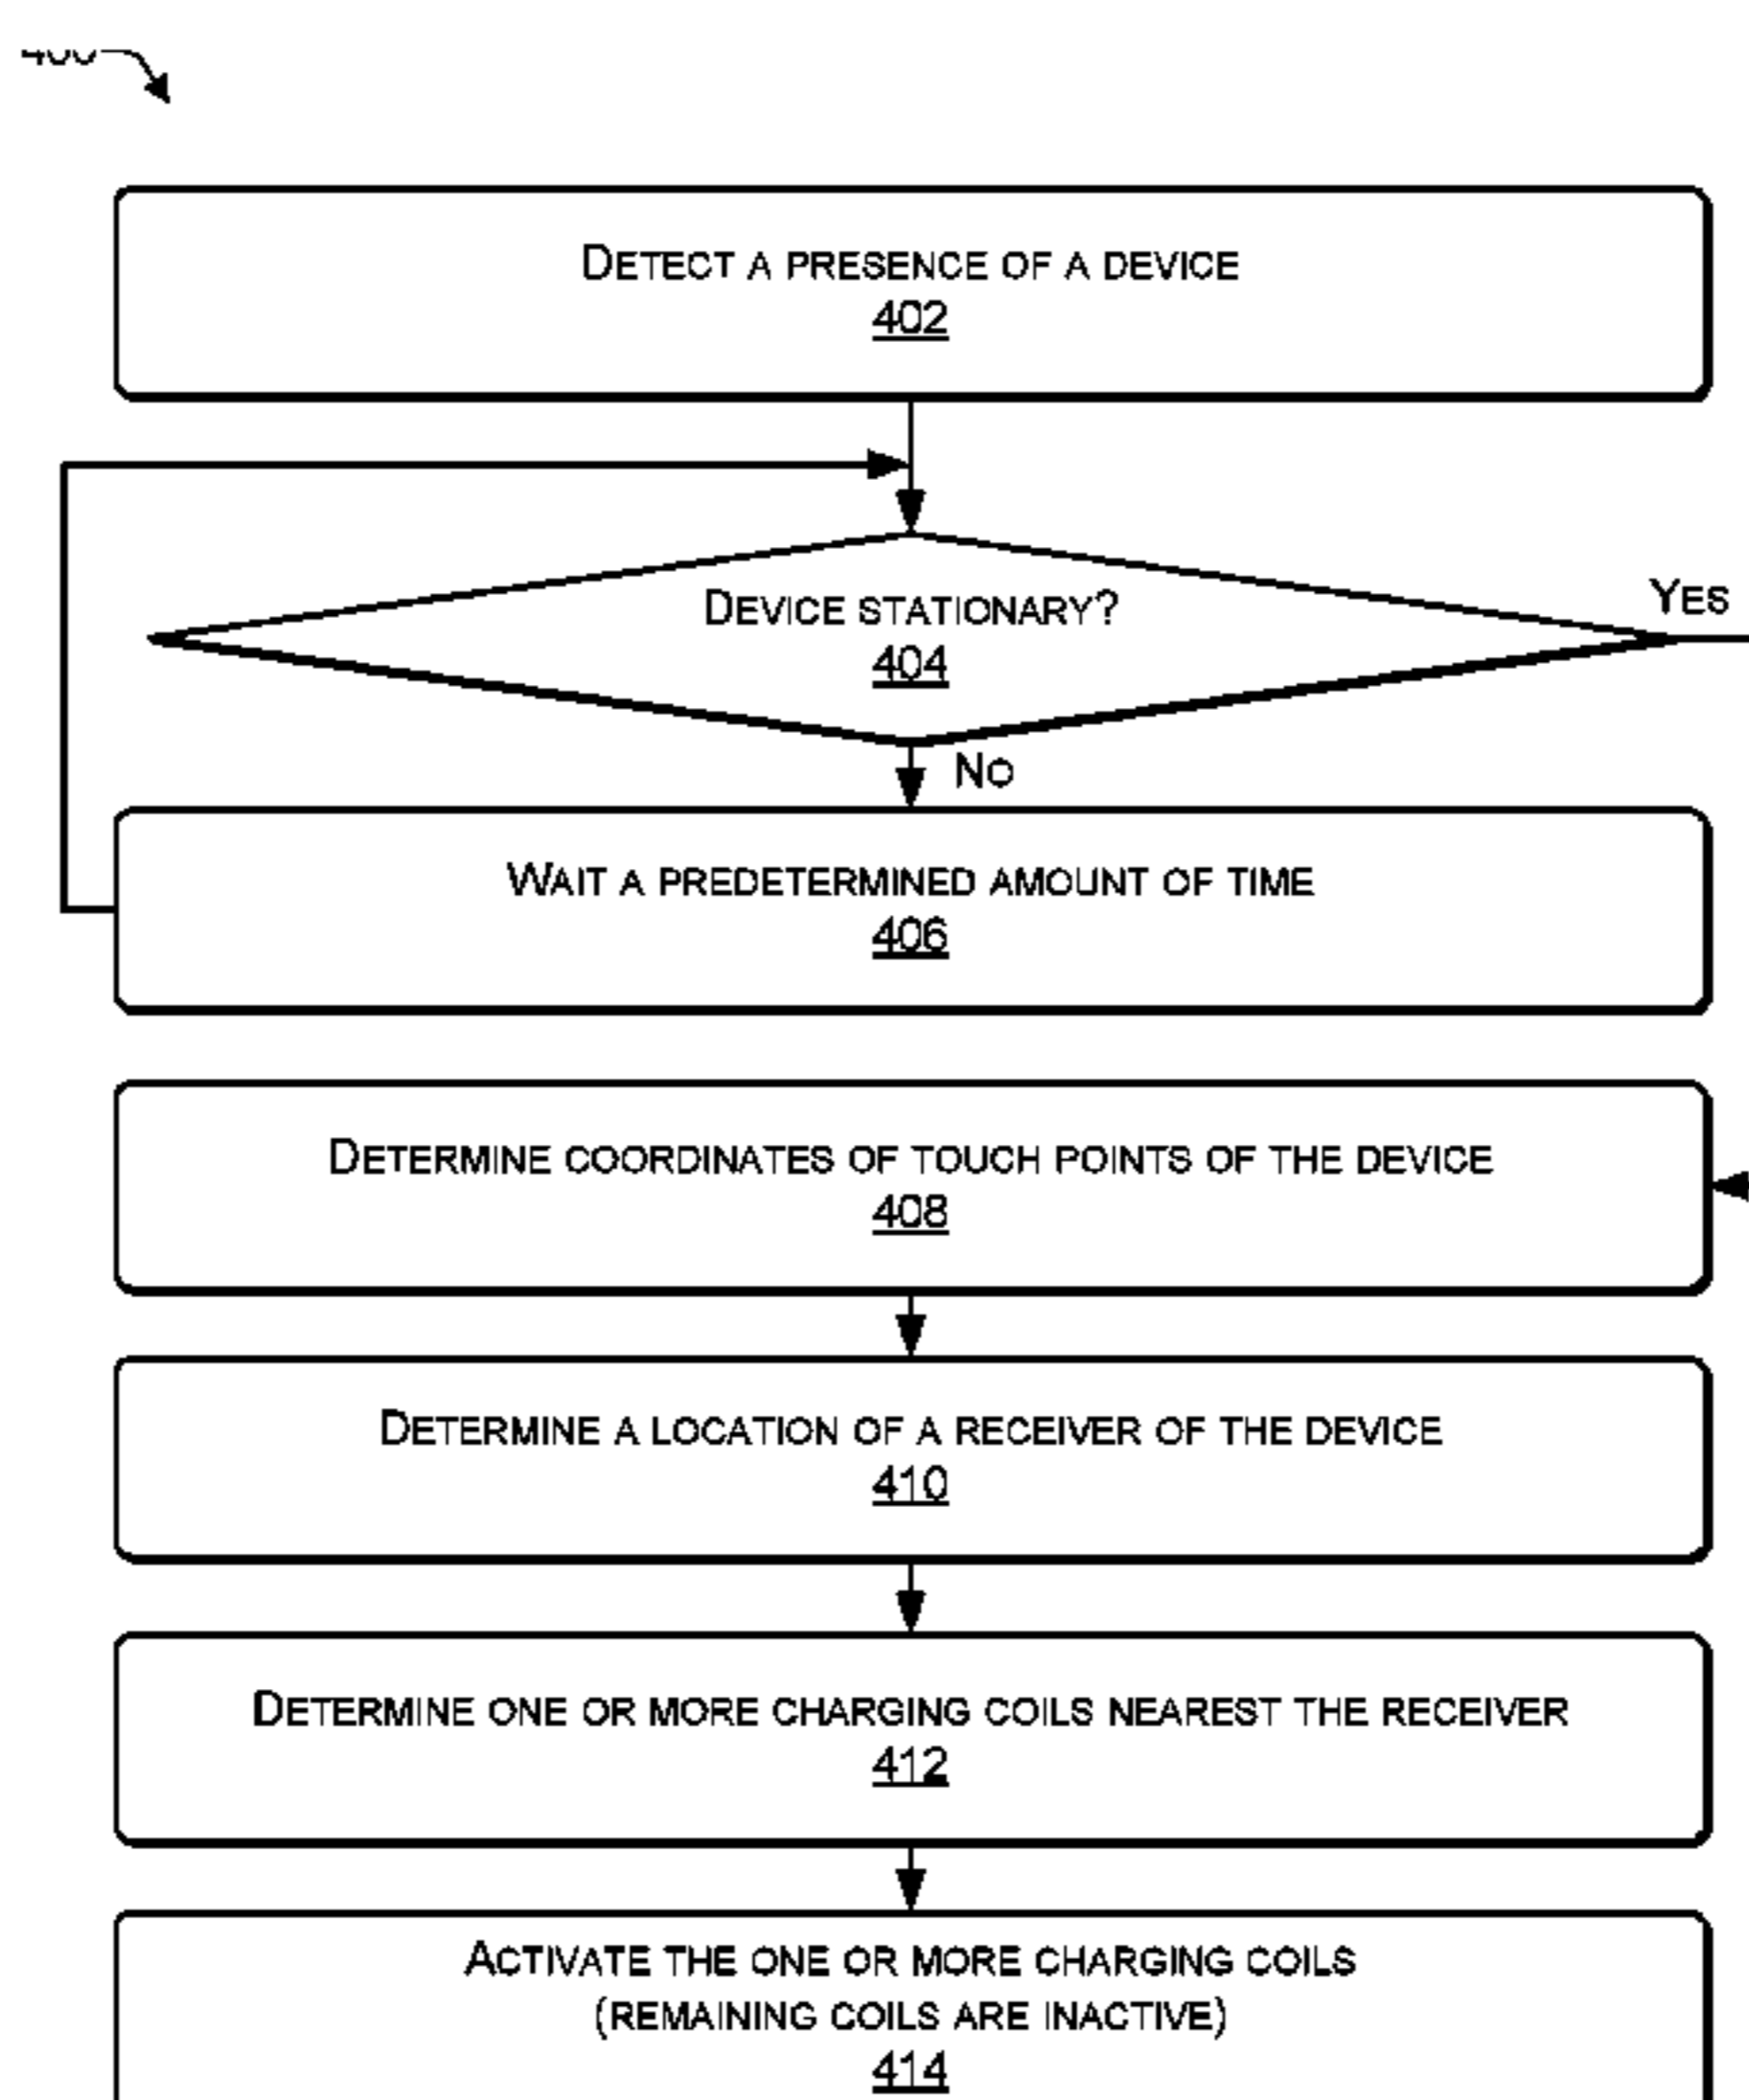 DETECT A PRESENCE OF A DEVICE
402
DEVICE STATIONARY?
404
YES
NO
WAIT A PREDETERMINED AMOUNT OF TIME
406
DETERMINE COORDINATES OF TOUCH POINTS OF THE DEVICE
408
DETERMINE A LOCATION OF A RECEIVER OF THE DEVICE
410
DETERMINE ONE OR MORE CHARGING COILS NEAREST THE RECEIVER
412
ACTIVATE THE ONE OR MORE CHARGING COILS
(REMAINING COILS ARE INACTIVE)
414